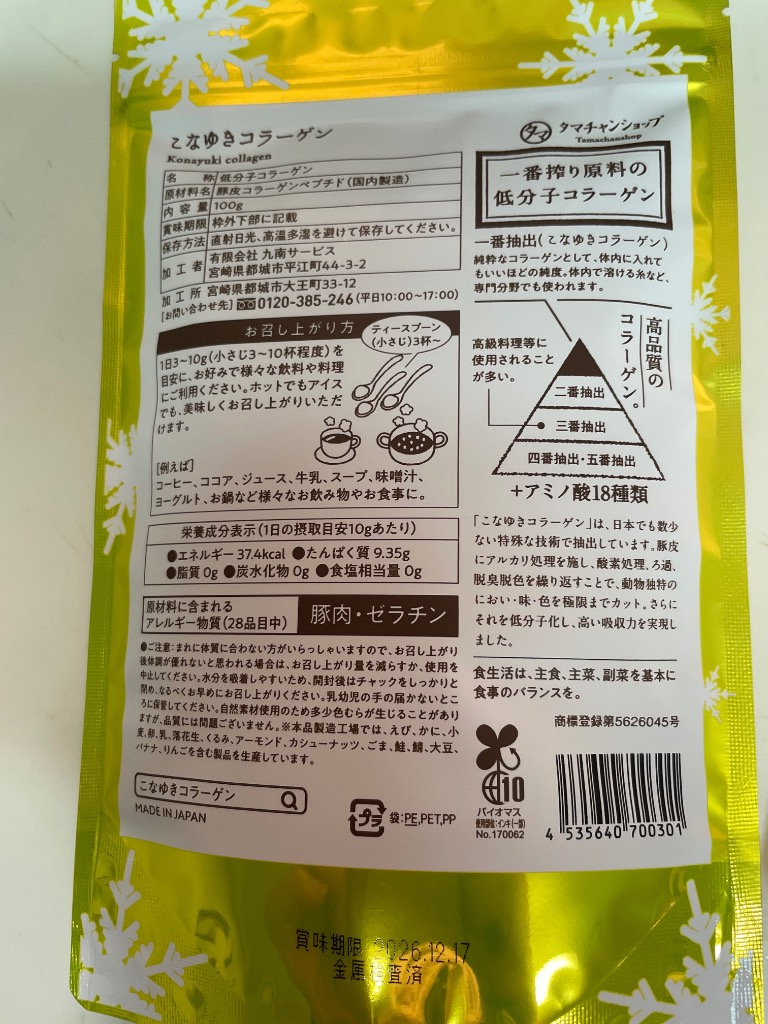 こなゆきコラーゲン
Konayuki collagen
名称 低分子コラーゲン
原材料名 豚皮コラーゲンペプチド(国内製造)
内容量 100g
賞味期限 枠外下部に記載
保存方法 直射日光、高温多湿を避けて保存してください。
加工者 有限会社 九南サービス
宮崎県都城市平江町44-3-2
加工所 宮崎県都城市大王町33-12
[お問い合わせ先] 0120-385-246(平日10:00~17:00)
お召し上がり方
ティースプーン
(小さじ)3杯~
1日3~10g(小さじ3~10杯程度)を
目安に、お好みで様々な飲料や料理
にご利用ください。ホットでもアイス
でも、美味しくお召し上がりいただ
けます。
[例えば]
コーヒー、ココア、ジュース、牛乳、スープ、味噌汁、
ヨーグルト、お鍋など様々なお飲み物やお食事に。
栄養成分表示(1日の摂取目安10gあたり)
●エネルギー 37.4kcal ●たんぱく質 9.35g
●脂質 0g ●炭水化物 0g ●食塩相当量 0g
原材料に含まれる
アレルギー物質(28品目中)
豚肉・ゼラチン
●ご注意:まれに体質に合わない方がいらっしゃいますので、お召し上がり
後体調が優れないと思われる場合は、お召し上がり量を減らすか、使用を
中止してください。水分を吸着しやすいため、開封後はチャックをしっかりと
閉め、なるべくお早めにお召し上がりください。乳幼児の手の届かないとこ
ろに保管してください。自然素材使用のため多少色むらが生じることがあり
ますが、品質には問題ございません。※本品製造工場では、えび、かに、小
麦、卵、乳、落花生、くるみ、アーモンド、カシューナッツ、ごま、鮭、鯖、大豆、
バナナ、りんごを含む製品を生産しています。
こなゆきコラーゲン
MADE IN JAPAN
プラ
袋:PE,PET,PP
タマ
タマチャンショップ
Tamachanshop
一番搾り原料の
低分子コラーゲン
一番抽出(こなゆきコラーゲン)
純粋なコラーゲンとして、体内に入れて
もいいほどの純度。体内で溶ける糸など、
専門分野でも使われます。
高品質の
コラーゲン。
高級料理等に
使用されること
が多い。
二番抽出
三番抽出
四番抽出・五番抽出
+アミノ酸18種類
「こなゆきコラーゲン」は、日本でも数少
ない特殊な技術で抽出しています。豚皮
にアルカリ処理を施し、酸素処理、ろ過、
脱臭脱色を繰り返すことで、動物独特の
におい・味・色を極限までカット。さらに
それを低分子化し、高い吸収力を実現し
ました。
食生活は、主食、主菜、副菜を基本に
食事のバランスを。
商標登録第5626045号
10
バイオマス
使用部位:インキ(一部)
No.170062
4 535640 700301
賞味期限 2026.12.17
金属検査済